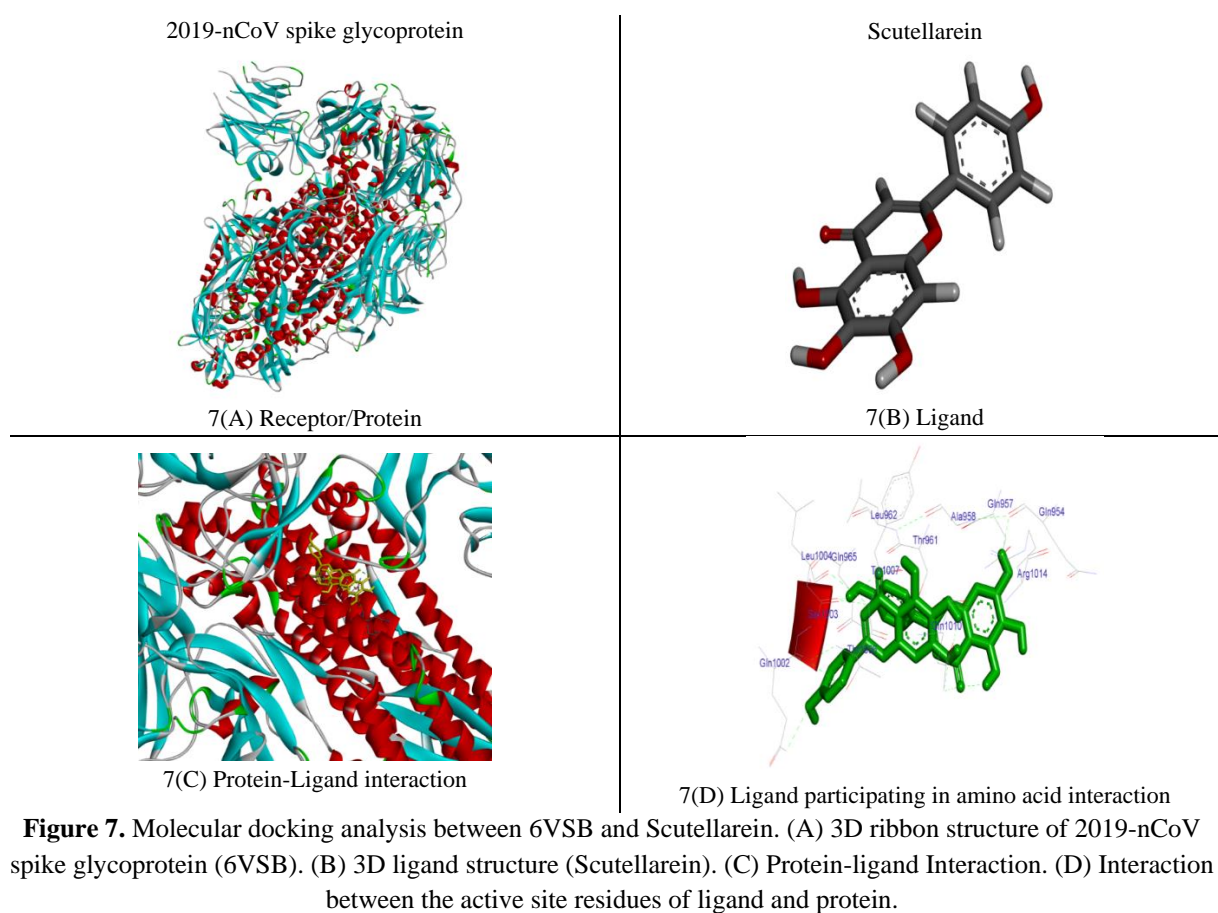 2019-nCoV spike glycoprotein
Scutellarein
7(A) Receptor/Protein
7(B) Ligand
7(C) Protein-Ligand interaction
Leu962
Ala958
Gln957
Gln954
Thr961
Leu1004
Gln965
Arg1014
Gln1002
7(D) Ligand participating in amino acid interaction
Figure 7. Molecular docking analysis between 6VSB and Scutellarein. (A) 3D ribbon structure of 2019-nCoV
spike glycoprotein (6VSB). (B) 3D ligand structure (Scutellarein). (C) Protein-ligand Interaction. (D) Interaction
between the active site residues of ligand and protein.